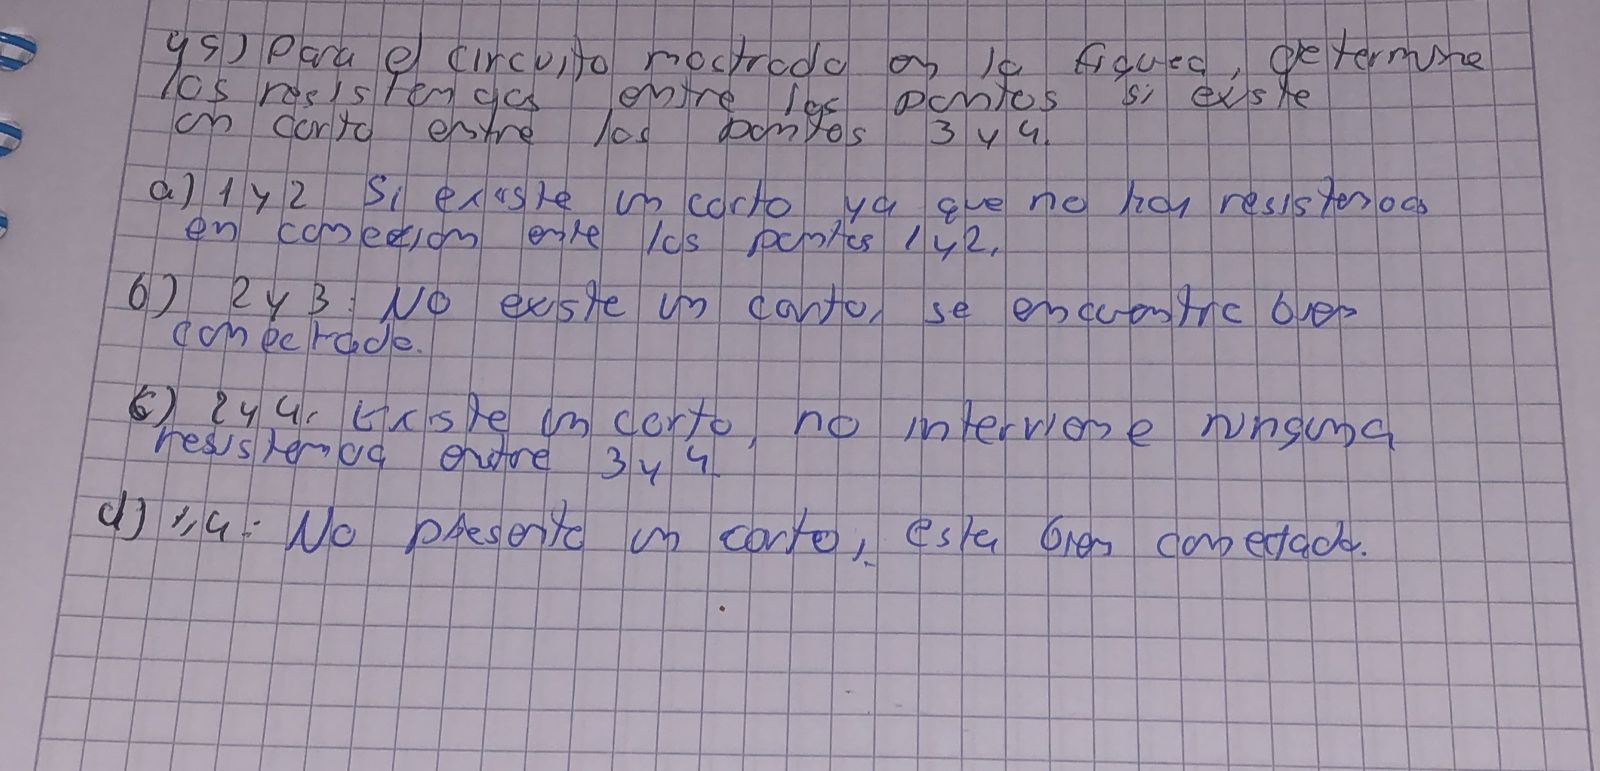 45) Para el circuito mostrado en la figura, determine
las resistencias entre los puntos si existe
un corto entre los puntos 3 y 4.
a) 1 y 2 Si existe un corto ya que no hay resistencias
en conexión entre los puntos 1 y 2.
b) 2 y 3: No existe un corto, se encuentra bien
conectado.
c) 2 y 4. Existe un corto, no interviene ninguna
resistencia entre 3 y 4
d) 1,4: No presenta un corto, esta bien conectado.